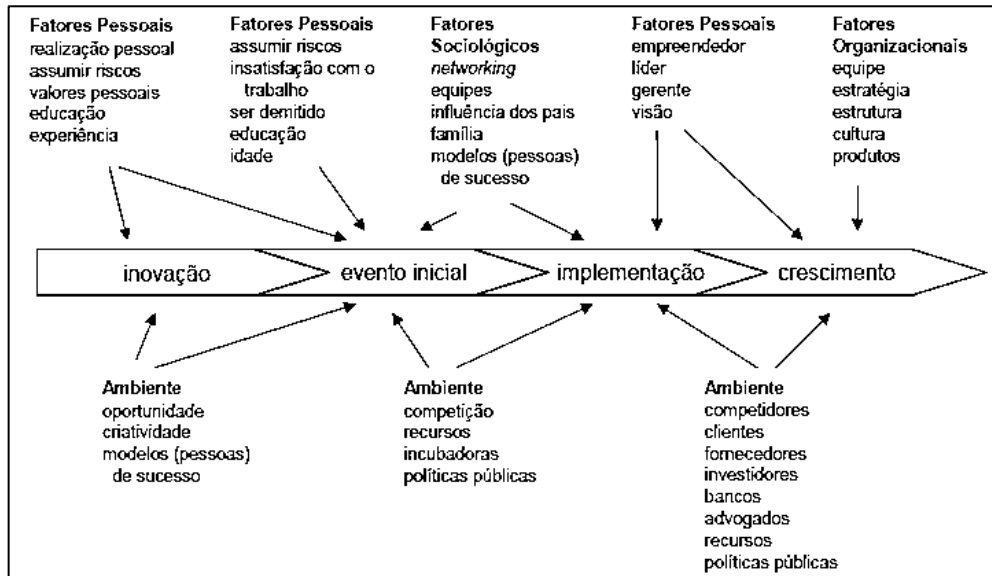 Fatores Pessoais
realização pessoal
assumir riscos
valores pessoais
educação
experiência
Fatores Pessoais
assumir riscos
insatisfação com o
trabalho
ser demitido
educação
idade
Fatores
Sociológicos
networking
equipes
influência dos pais
família
modelos (pessoas)
de sucesso
Fatores Pessoais
empreendedor
líder
gerente
visão
Fatores
Organizacionais
equipe
estratégia
estrutura
cultura
produtos
inovação
evento inicial
implementação
crescimento
Ambiente
oportunidade
criatividade
modelos (pessoas)
de sucesso
Ambiente
competição
recursos
incubadoras
políticas públicas
Ambiente
competidores
clientes
fornecedores
investidores
bancos
advogados
recursos
políticas públicas